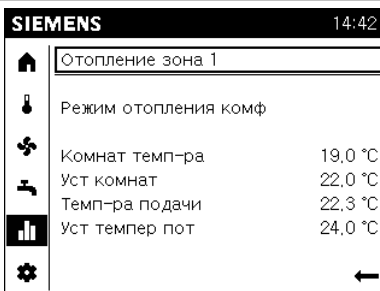 SIEMENS 14:42
Отопление зона 1
Режим отопления комф
Комнат темп-ра 19,0 °C
Уст комнат 22,0 °C
Темп-ра подачи 22,3 °C
Уст темпер пот 24,0 °C